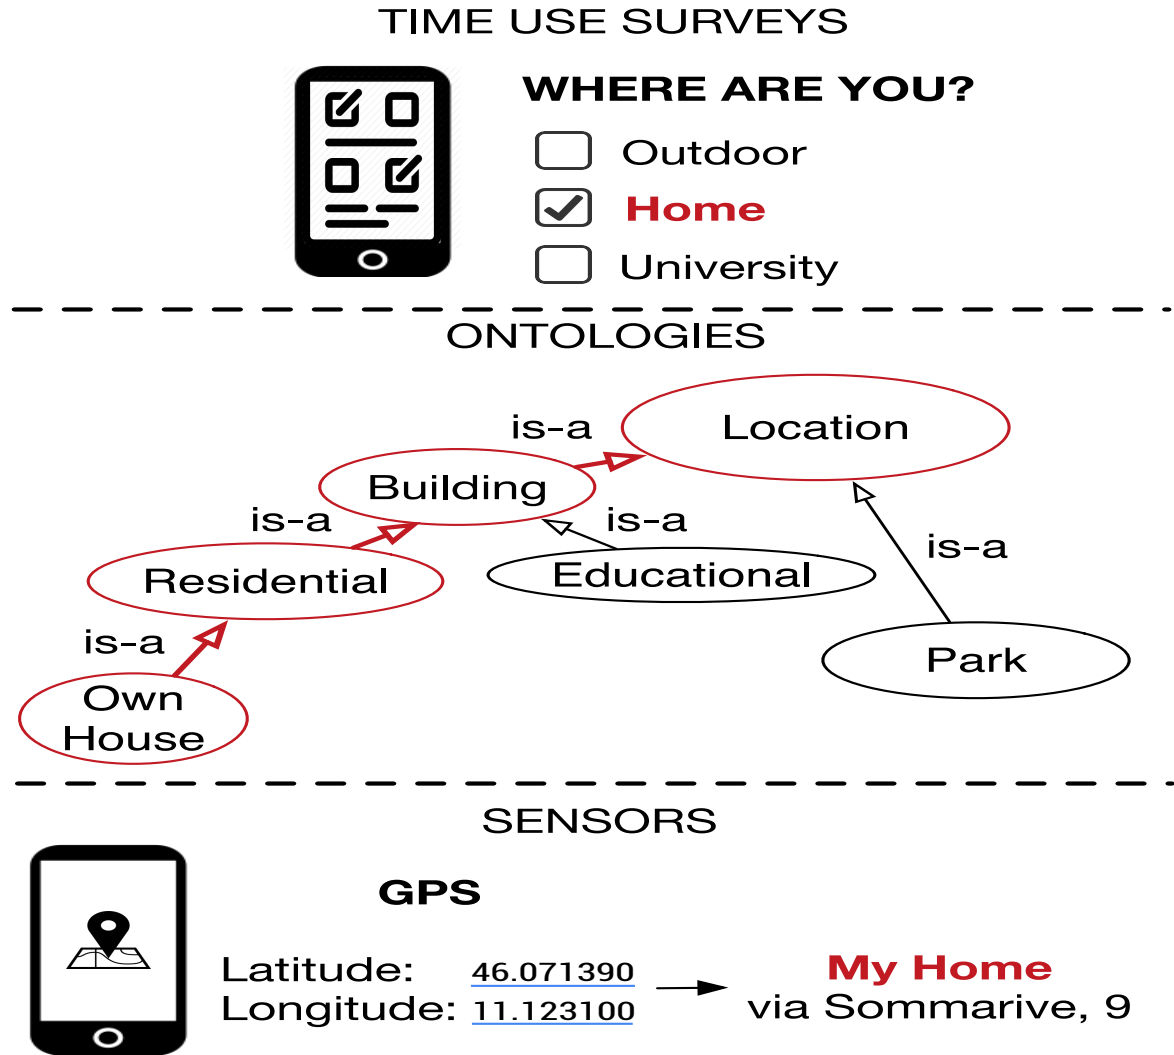 TIME USE SURVEYS
WHERE ARE YOU?
Outdoor
Home
University
ONTOLOGIES
is-a
Location
Building
is-a
is-a
is-a
Residential
Educational
is-a
Park
Own
House
SENSORS
GPS
Latitude: 46.071390
Longitude: 11.123100
My Home
via Sommarive, 9